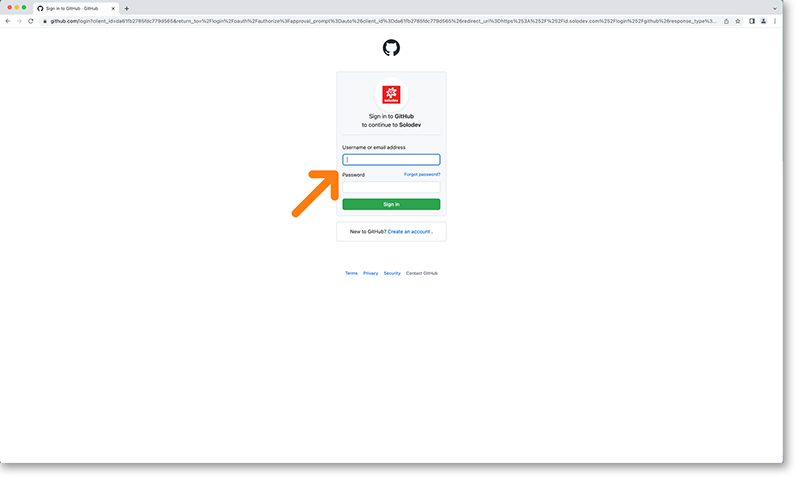 Sign in to GitHub · GitHub
github.com/login?client_id=da61fb2785fdc779d565&return_to=%2Flogin%2Foauth%2Fauthorize%3Fapproval_prompt%3Dauto%26client_id%3Dda61fb2785fdc779d565%26redirect_uri%3Dhttps%253A%252F%252Fid.solodev.com%252Flogin%252Fgithub%26response_type%3...
solodev
Sign in to GitHub
to continue to Solodev
Username or email address
Password Forgot password?
Sign in
New to GitHub? Create an account .
Terms Privacy Security Contact GitHub